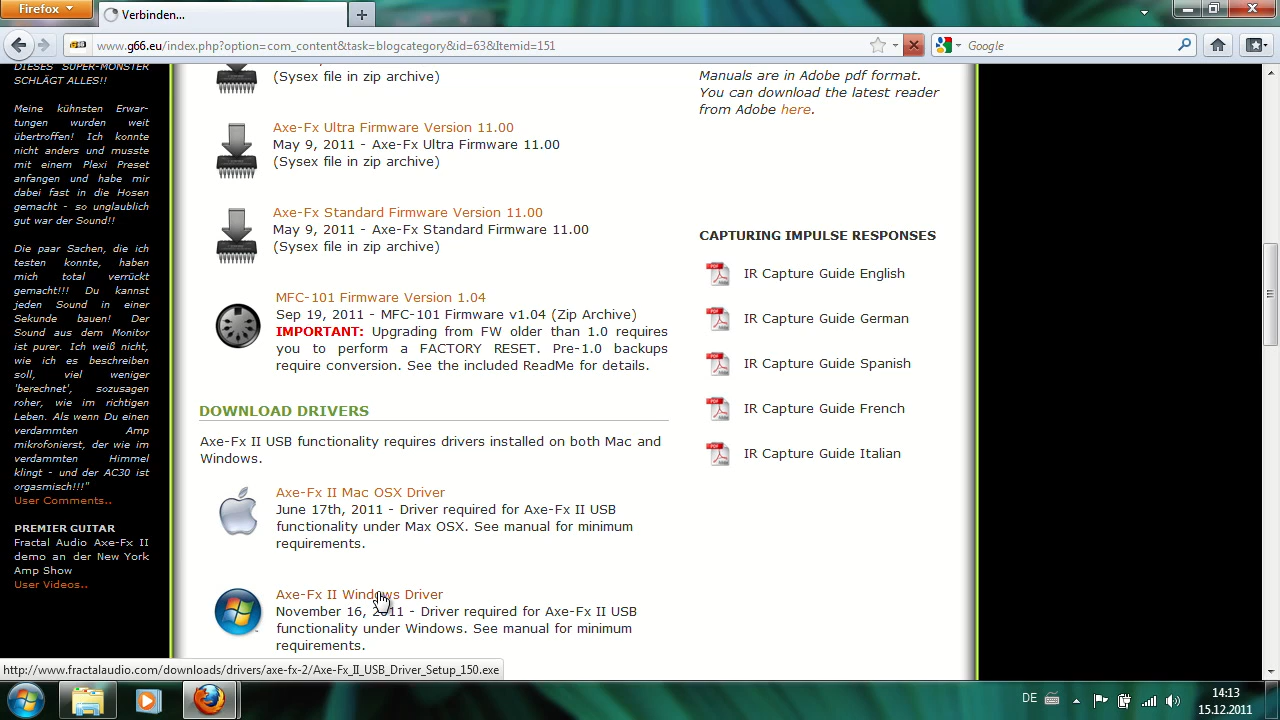 Firefox
Verbinden...
www.g66.eu/index.php?option=com_content&task=blogcategory&id=63&Itemid=151
Google
DIESES SUPER-MONSTER
SCHLÄGT ALLES!!
Meine kühnsten Erwar-
tungen wurden weit
übertroffen! Ich konnte
nicht anders und musste
mit einem Plexi Preset
anfangen und habe mir
dabei fast in die Hosen
gemacht - so unglaublich
gut war der Sound!!
Die paar Sachen, die ich
testen konnte, haben
mich total verrückt
gemacht!!! Du kannst
jeden Sound in einer
Sekunde bauen! Der
Sound aus dem Monitor
ist purer. Ich weiß nicht,
wie ich es beschreiben
soll, viel weniger
'berechnet', sozusagen
roher, wie im richtigen
Leben. Als wenn Du einen
verdammten Amp
mikrofonierst, der wie im
verdammten Himmel
klingt - und der AC30 ist
orgasmisch!!!"
User Comments..
PREMIER GUITAR
Fractal Audio Axe-Fx II
demo an der New York
Amp Show
User Videos..
(Sysex file in zip archive)
Axe-Fx Ultra Firmware Version 11.00
May 9, 2011 - Axe-Fx Ultra Firmware 11.00
(Sysex file in zip archive)
Axe-Fx Standard Firmware Version 11.00
May 9, 2011 - Axe-Fx Standard Firmware 11.00
(Sysex file in zip archive)
MFC-101 Firmware Version 1.04
Sep 19, 2011 - MFC-101 Firmware v1.04 (Zip Archive)
IMPORTANT: Upgrading from FW older than 1.0 requires
you to perform a FACTORY RESET. Pre-1.0 backups
require conversion. See the included ReadMe for details.
DOWNLOAD DRIVERS
Axe-Fx II USB functionality requires drivers installed on both Mac and
Windows.
Axe-Fx II Mac OSX Driver
June 17th, 2011 - Driver required for Axe-Fx II USB
functionality under Max OSX. See manual for minimum
requirements.
Axe-Fx II Windows Driver
November 16, 2011 - Driver required for Axe-Fx II USB
functionality under Windows. See manual for minimum
requirements.
Manuals are in Adobe pdf format.
You can download the latest reader
from Adobe here.
CAPTURING IMPULSE RESPONSES
IR Capture Guide English
IR Capture Guide German
IR Capture Guide Spanish
IR Capture Guide French
IR Capture Guide Italian
http://www.fractalaudio.com/downloads/drivers/axe-fx-2/Axe-Fx_II_USB_Driver_Setup_150.exe
DE
14:13
15.12.2011